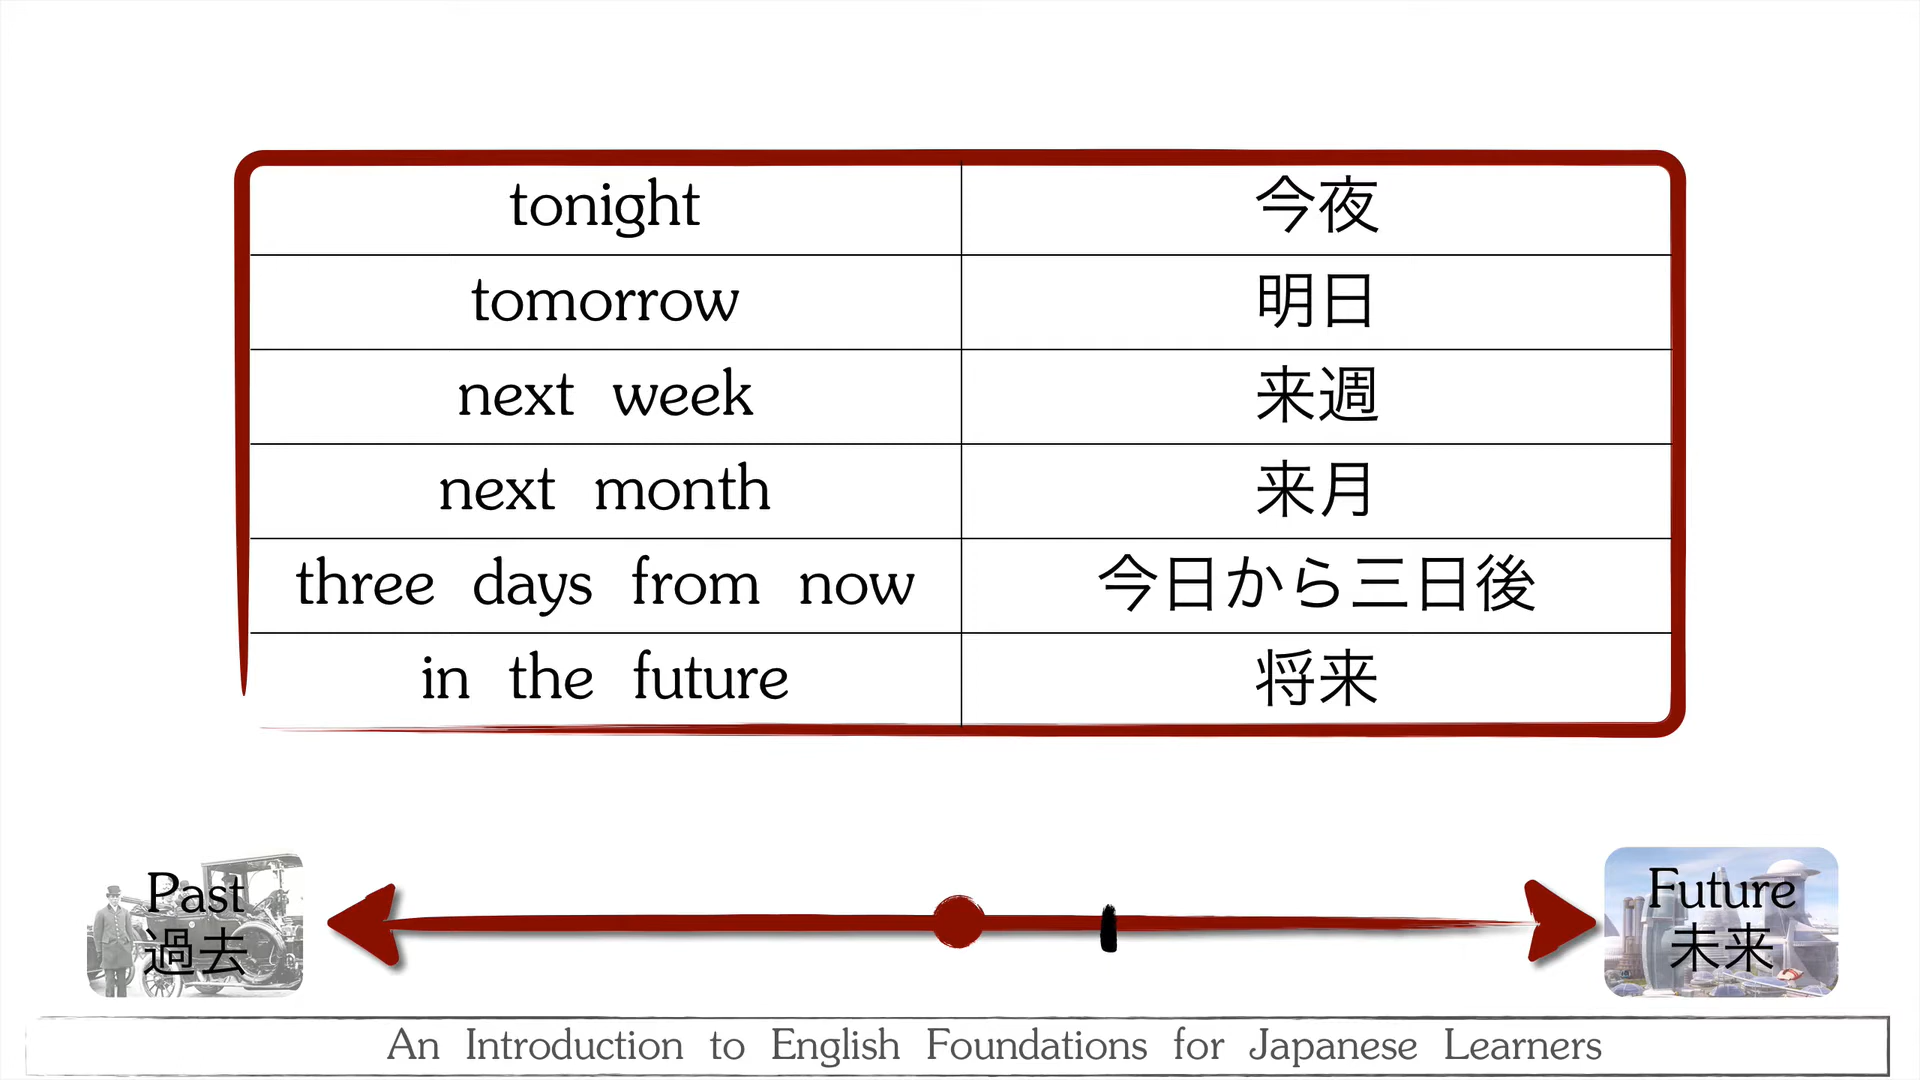 tonight 今夜
tomorrow 明日
next week 来週
next month 来月
three days from now 今日から三日後
in the future 将来
Past
過去
Future
未来
An Introduction to English Foundations for Japanese Learners